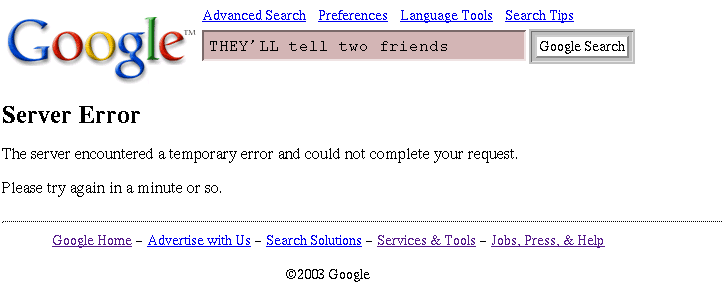 Advanced Search Preferences Language Tools Search Tips
Google™ THEY'LL tell two friends Google Search
Server Error
The server encountered a temporary error and could not complete your request.
Please try again in a minute or so.
Google Home – Advertise with Us – Search Solutions – Services & Tools – Jobs, Press, & Help
©2003 Google